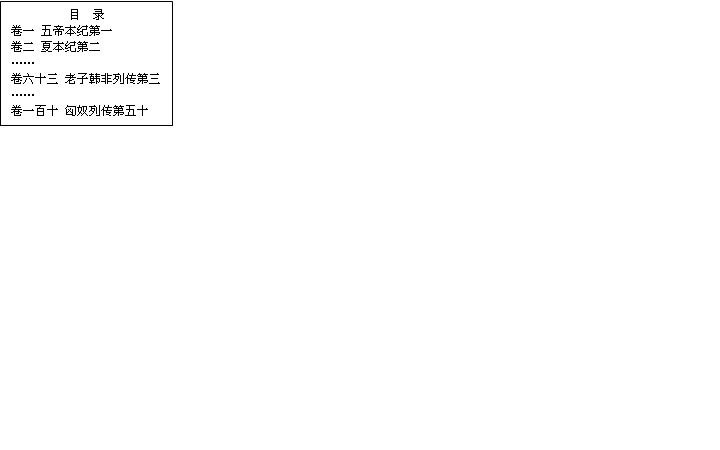 目 录
卷一 五帝本纪第一
卷二 夏本纪第二
……
卷六十三 老子韩非列传第三
……
卷一百十 匈奴列传第五十